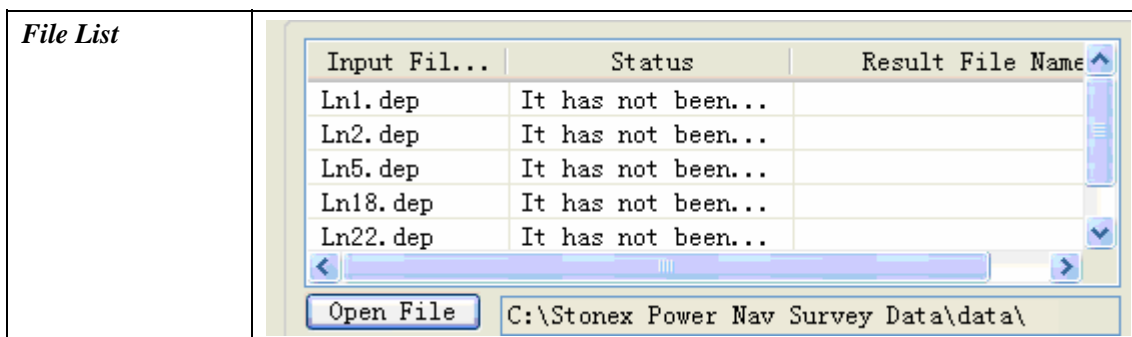 File List
Input Fil... Status Result File Name
Ln1.dep It has not been...
Ln2.dep It has not been...
Ln5.dep It has not been...
Ln18.dep It has not been...
Ln22.dep It has not been...
Open File C:\Stonex Power Nav Survey Data\data\